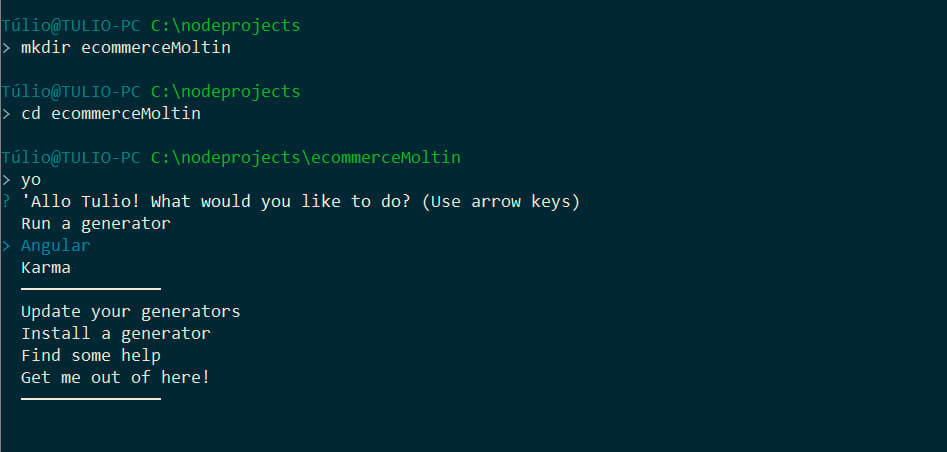 Túlio@TULIO-PC C:\nodeprojects
> mkdir ecommerceMoltin
Túlio@TULIO-PC C:\nodeprojects
> cd ecommerceMoltin
Túlio@TULIO-PC C:\nodeprojects\ecommerceMoltin
> yo
? 'Allo Tulio! What would you like to do? (Use arrow keys)
Run a generator
> Angular
Karma
Update your generators
Install a generator
Find some help
Get me out of here!